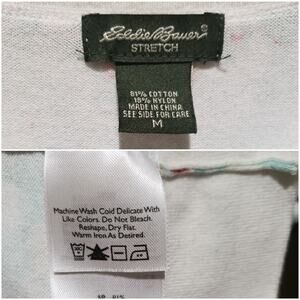 Eddie Bauer
STRETCH
81% COTTON
18% NYLON
MADE IN CHINA
SEE SIDE FOR CARE
M
Machine Wash Cold Delicate With
Like Colors. Do Not Bleach.
Reshape, Dry Flat.
Warm Iron As Desired.
81%